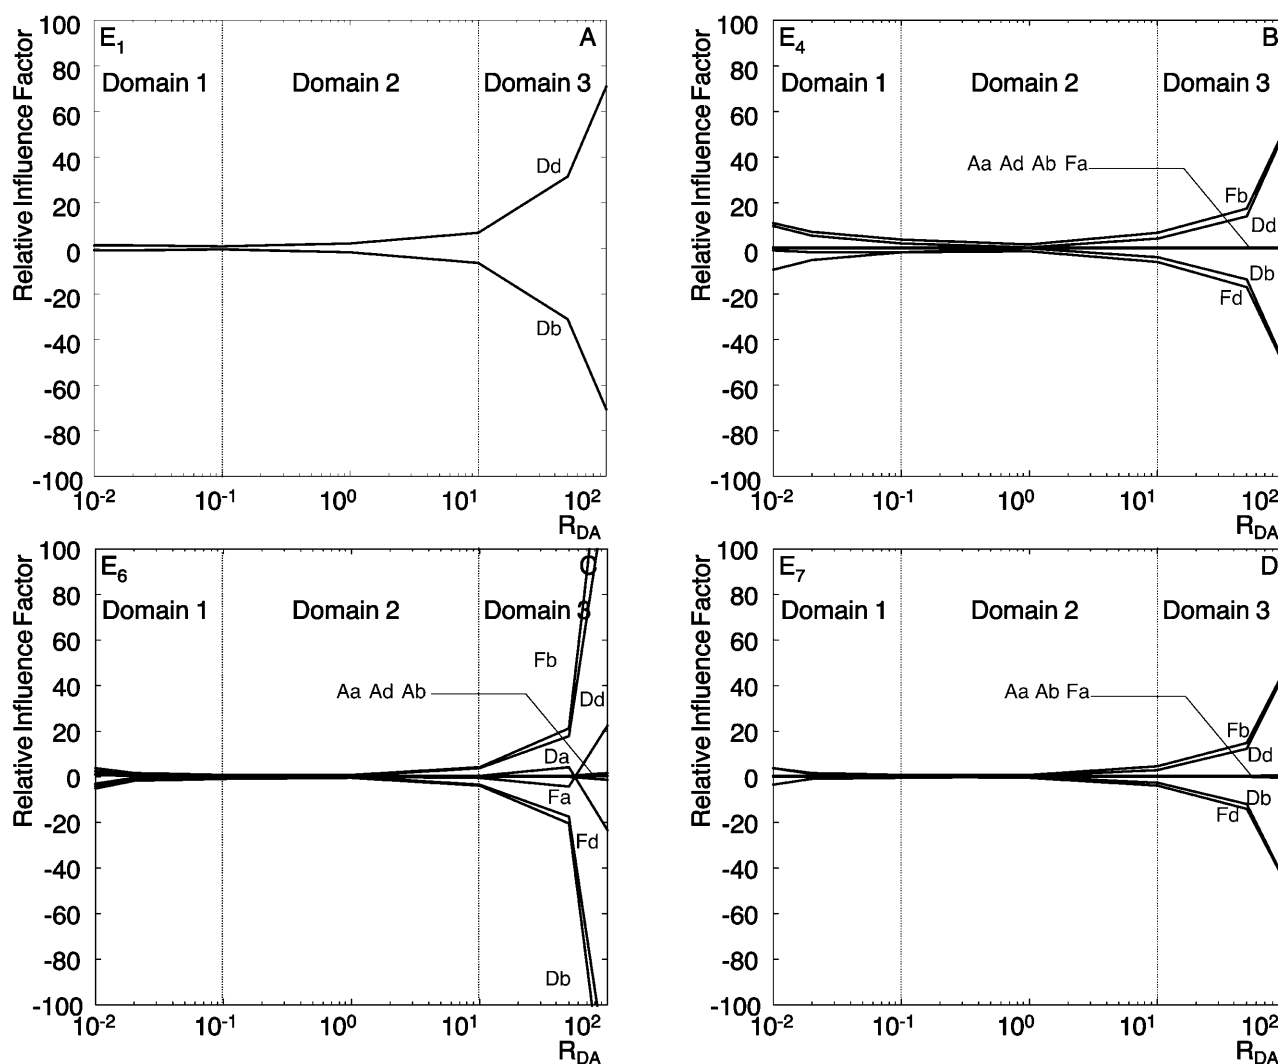 E1 A
Relative Influence Factor
100
80
60
40
20
0
-20
-40
-60
-80
-100
Domain 1 Domain 2 Domain 3
Dd
Db
10-2 10-1 100 101 102
RDA
E4 B
Relative Influence Factor
100
80
60
40
20
0
-20
-40
-60
-80
-100
Domain 1 Domain 2 Domain 3
Aa Ad Ab Fa
Fb
Dd
Db
Fd
10-2 10-1 100 101 102
RDA
E6 C
Relative Influence Factor
100
80
60
40
20
0
-20
-40
-60
-80
-100
Domain 1 Domain 2 Domain 3
Fb
Aa Ad Ab
Dd
Da
Fa
Fd
Db
10-2 10-1 100 101 102
RDA
E7 D
Relative Influence Factor
100
80
60
40
20
0
-20
-40
-60
-80
-100
Domain 1 Domain 2 Domain 3
Aa Ab Fa
Fb
Dd
Db
Fd
10-2 10-1 100 101 102
RDA